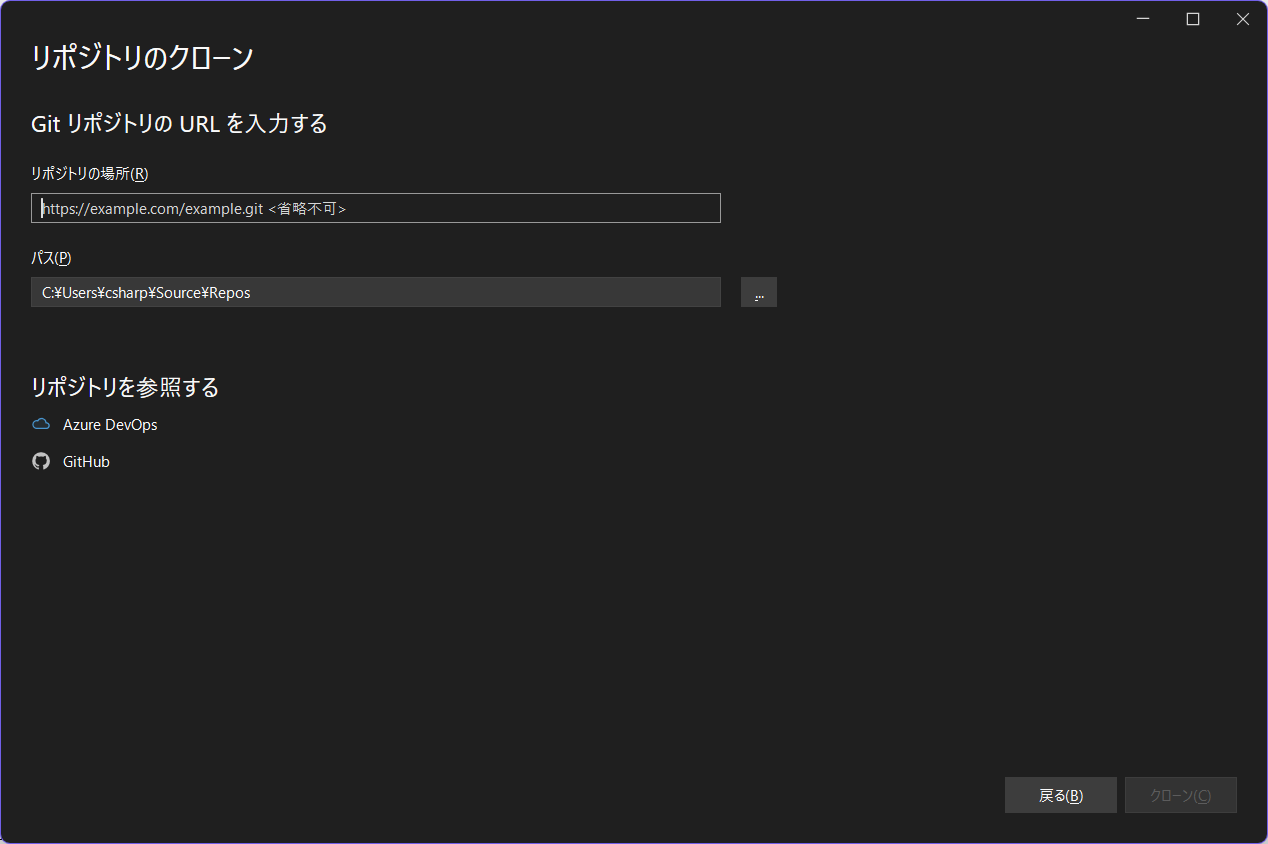 リポジトリのクローン
Git リポジトリの URL を入力する
リポジトリの場所(R)
https://example.com/example.git <省略不可>
パス(P)
C:¥Users¥csharp¥Source¥Repos
...
リポジトリを参照する
Azure DevOps
GitHub
戻る(B)
クローン(C)